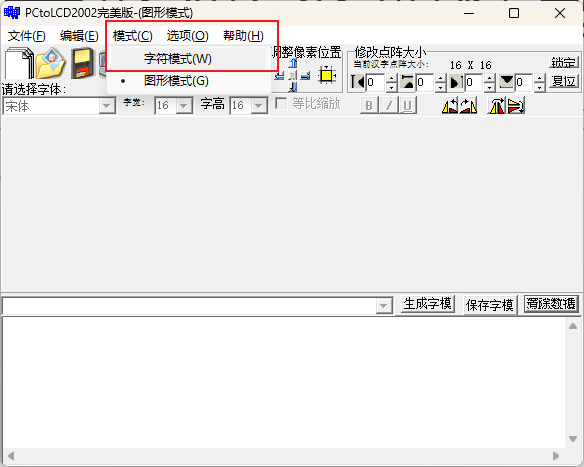 PCtoLCD2002完美版-(图形模式)
文件(F) 编辑(E) 模式(C) 选项(O) 帮助(H)
字符模式(W)
图形模式(G)
调整像素位置
修改点阵大小
当前汉字点阵大小: 16 X 16
锁定
0 0 0 0 复位
请选择字体:
宋体 字宽: 16 字高 16 等比缩放 B I U
生成字模 保存字模 清除数据